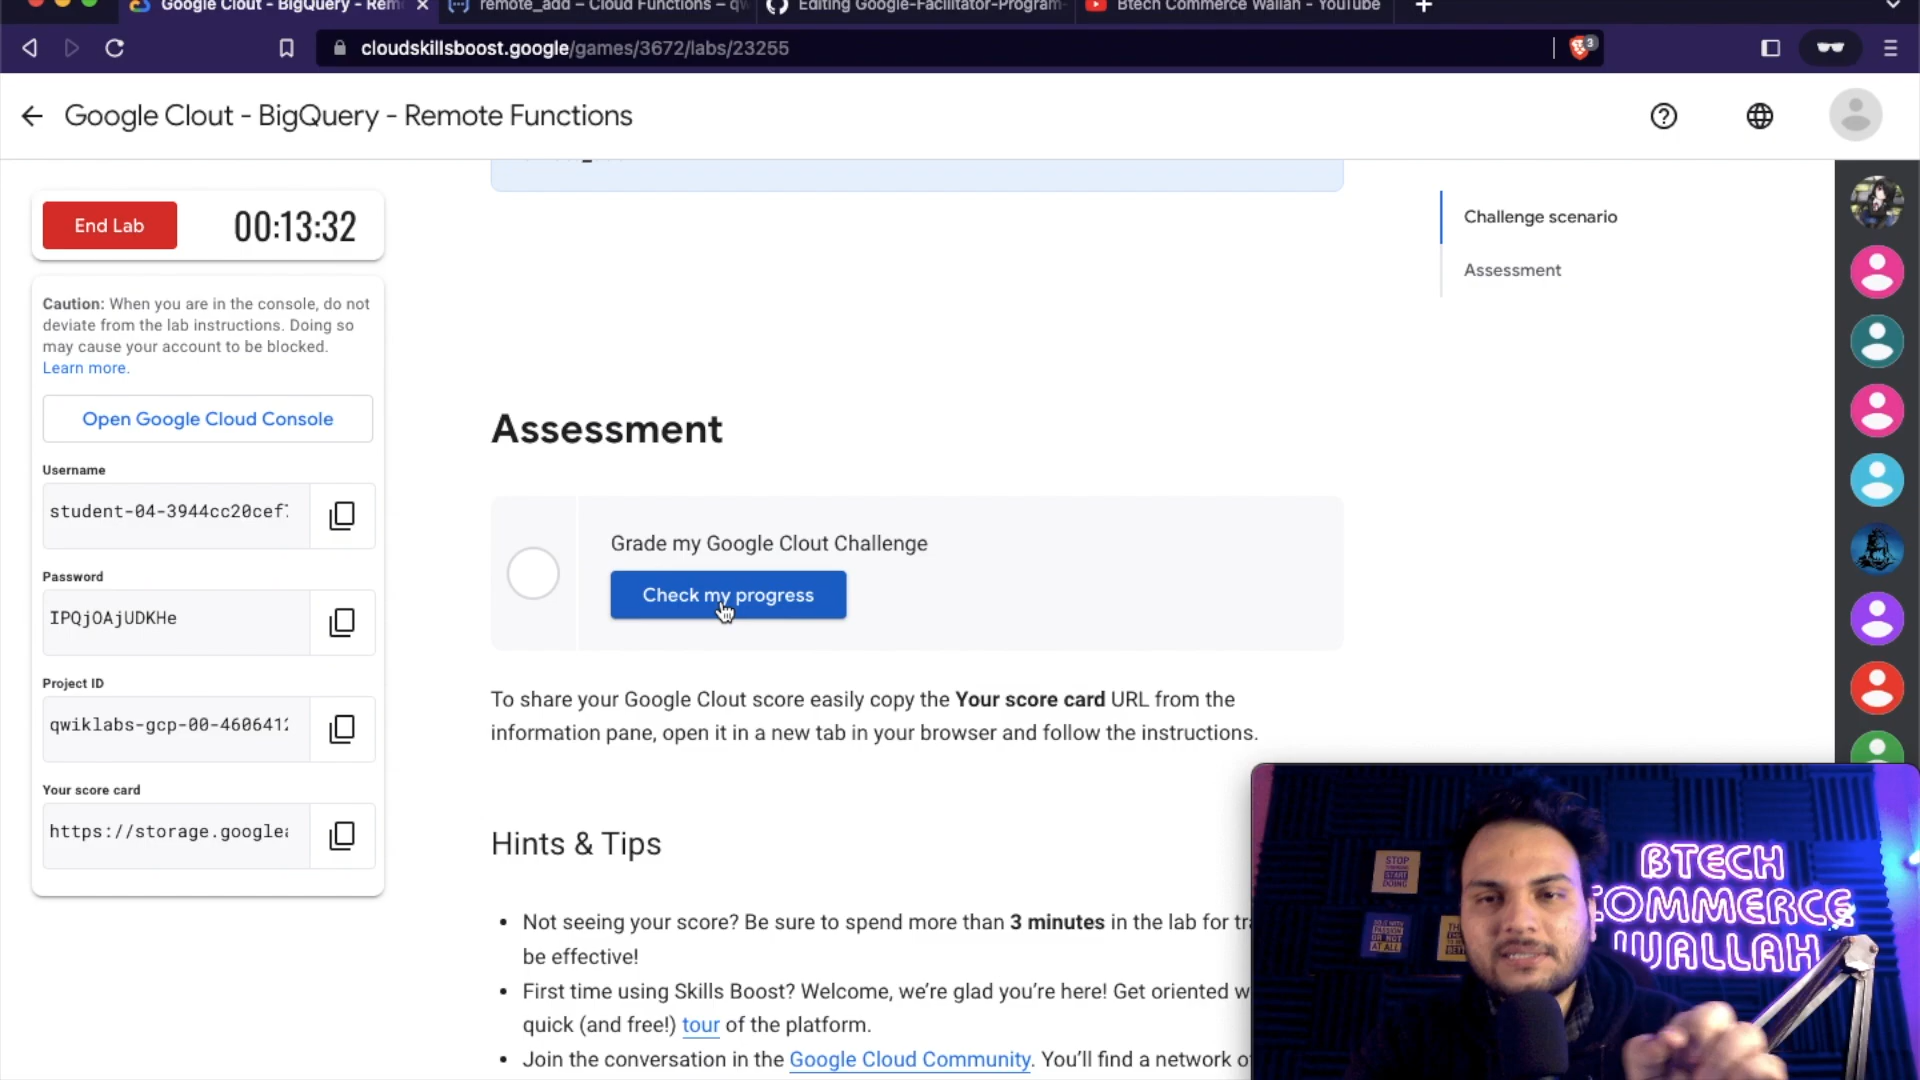 Google Clout - BigQuery - Rem
remote_add – Cloud Functions – qw
Editing Google-Facilitator-Program-
Btech Commerce Wallah - YouTube
cloudskillsboost.google/games/3672/labs/23255
3
Google Clout - BigQuery - Remote Functions
End Lab
00:13:32
Caution: When you are in the console, do not
deviate from the lab instructions. Doing so
may cause your account to be blocked.
Learn more.
Open Google Cloud Console
Username
student-04-3944cc20cef
Password
IPQjOAjUDKHe
Project ID
qwiklabs-gcp-00-4606412
Your score card
https://storage.googlea
Challenge scenario
Assessment
Assessment
Grade my Google Clout Challenge
Check my progress
To share your Google Clout score easily copy the Your score card URL from the
information pane, open it in a new tab in your browser and follow the instructions.
Hints & Tips
• Not seeing your score? Be sure to spend more than 3 minutes in the lab for
be effective!
• First time using Skills Boost? Welcome, we’re glad you’re here! Get oriented
quick (and free!) tour of the platform.
• Join the conversation in the Google Cloud Community. You’ll find a network
STOP
START
DOING
BTECH
COMMERCE
WALLAH